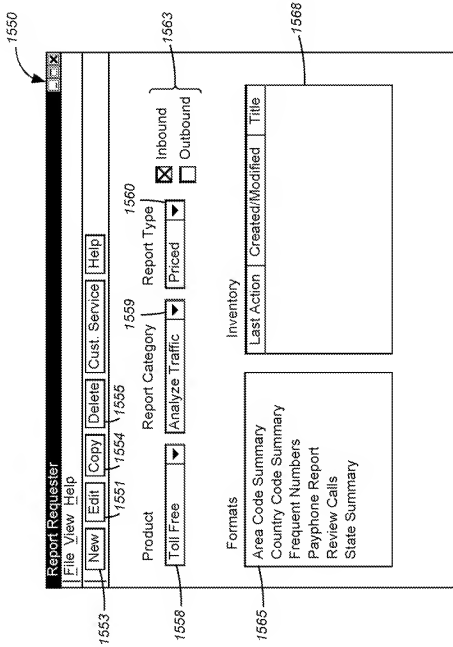 1550
Report Requester
File View Help
New Edit Copy Delete Cust. Service Help
1553
1551
1554
1555
Product
Report Category
Report Type
1559
1560
1563
Toll Free
Analyze Traffic
Priced
Inbound
Outbound
1558
Formats
Inventory
1565
Area Code Summary
Country Code Summary
Frequent Numbers
Payphone Report
Review Calls
State Summary
Last Action Created/Modified Title
1568